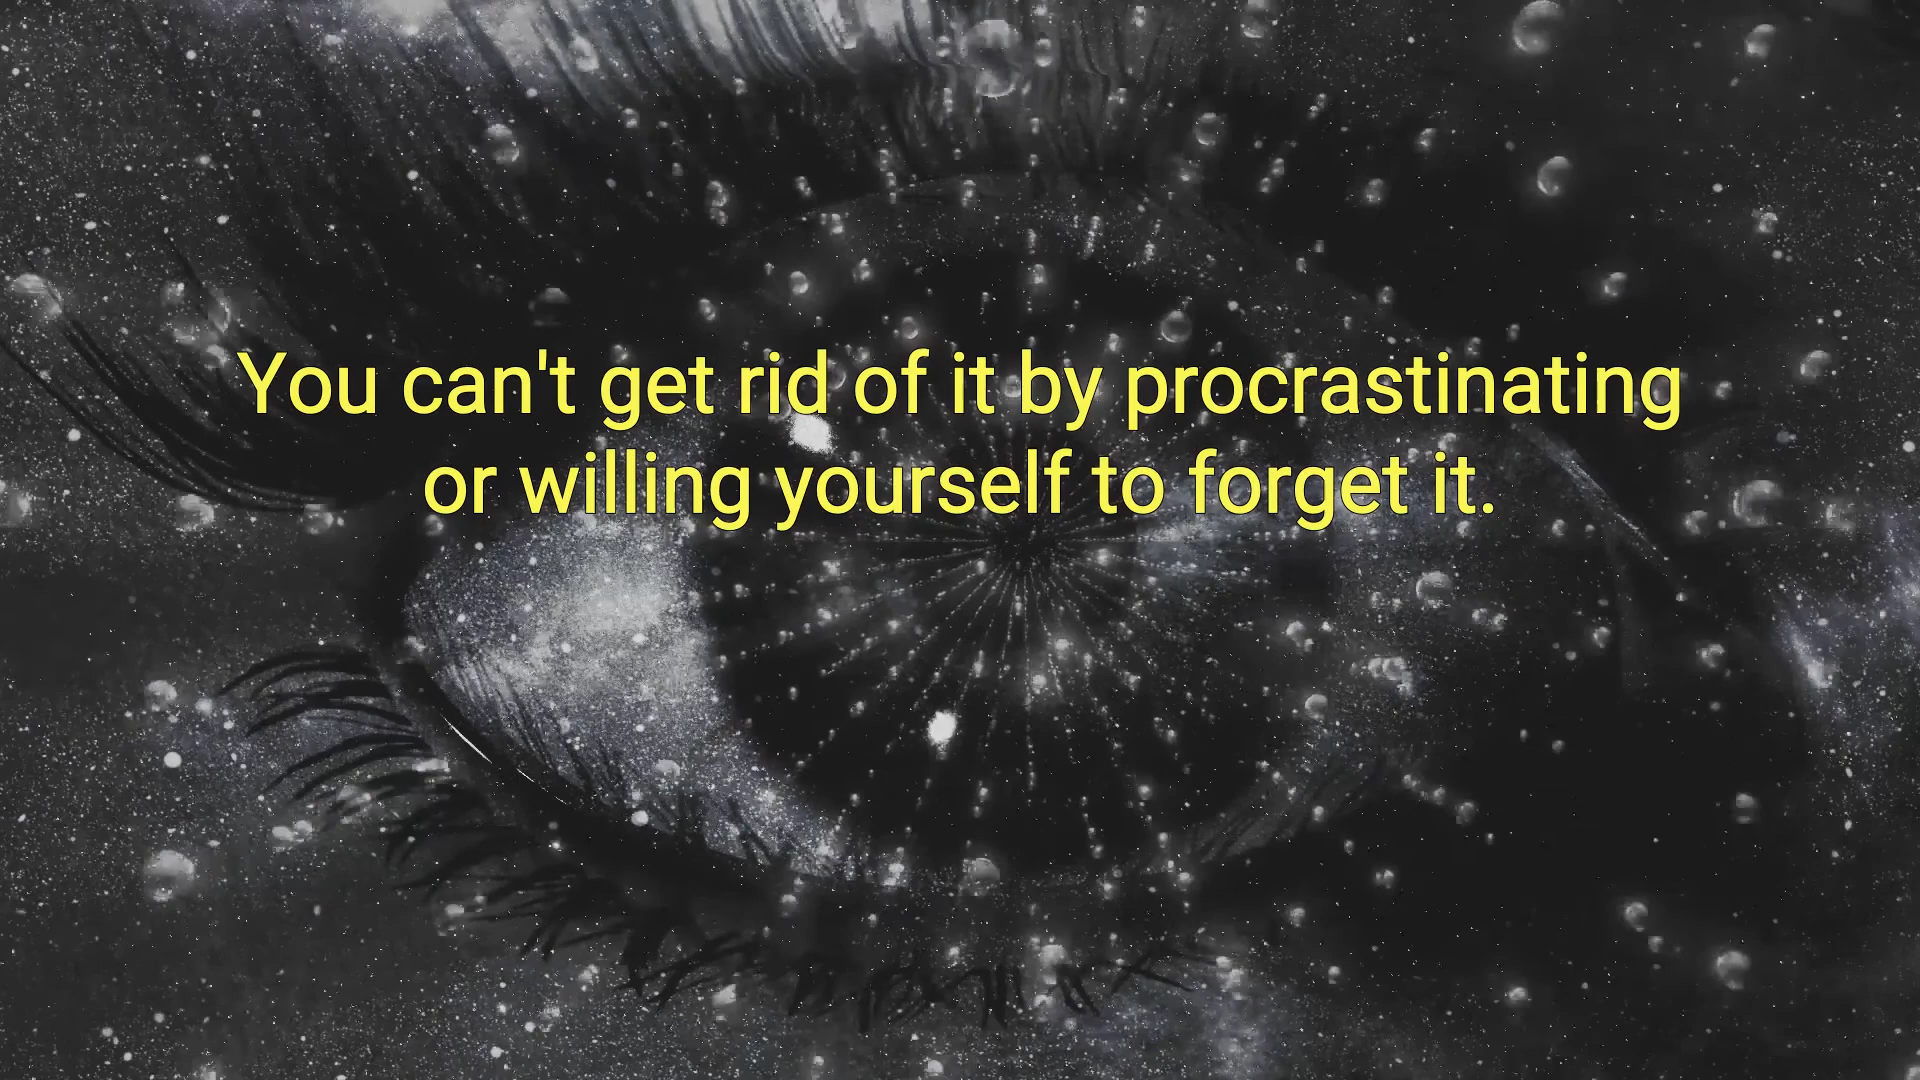 You can't get rid of it by procrastinating
or willing yourself to forget it.